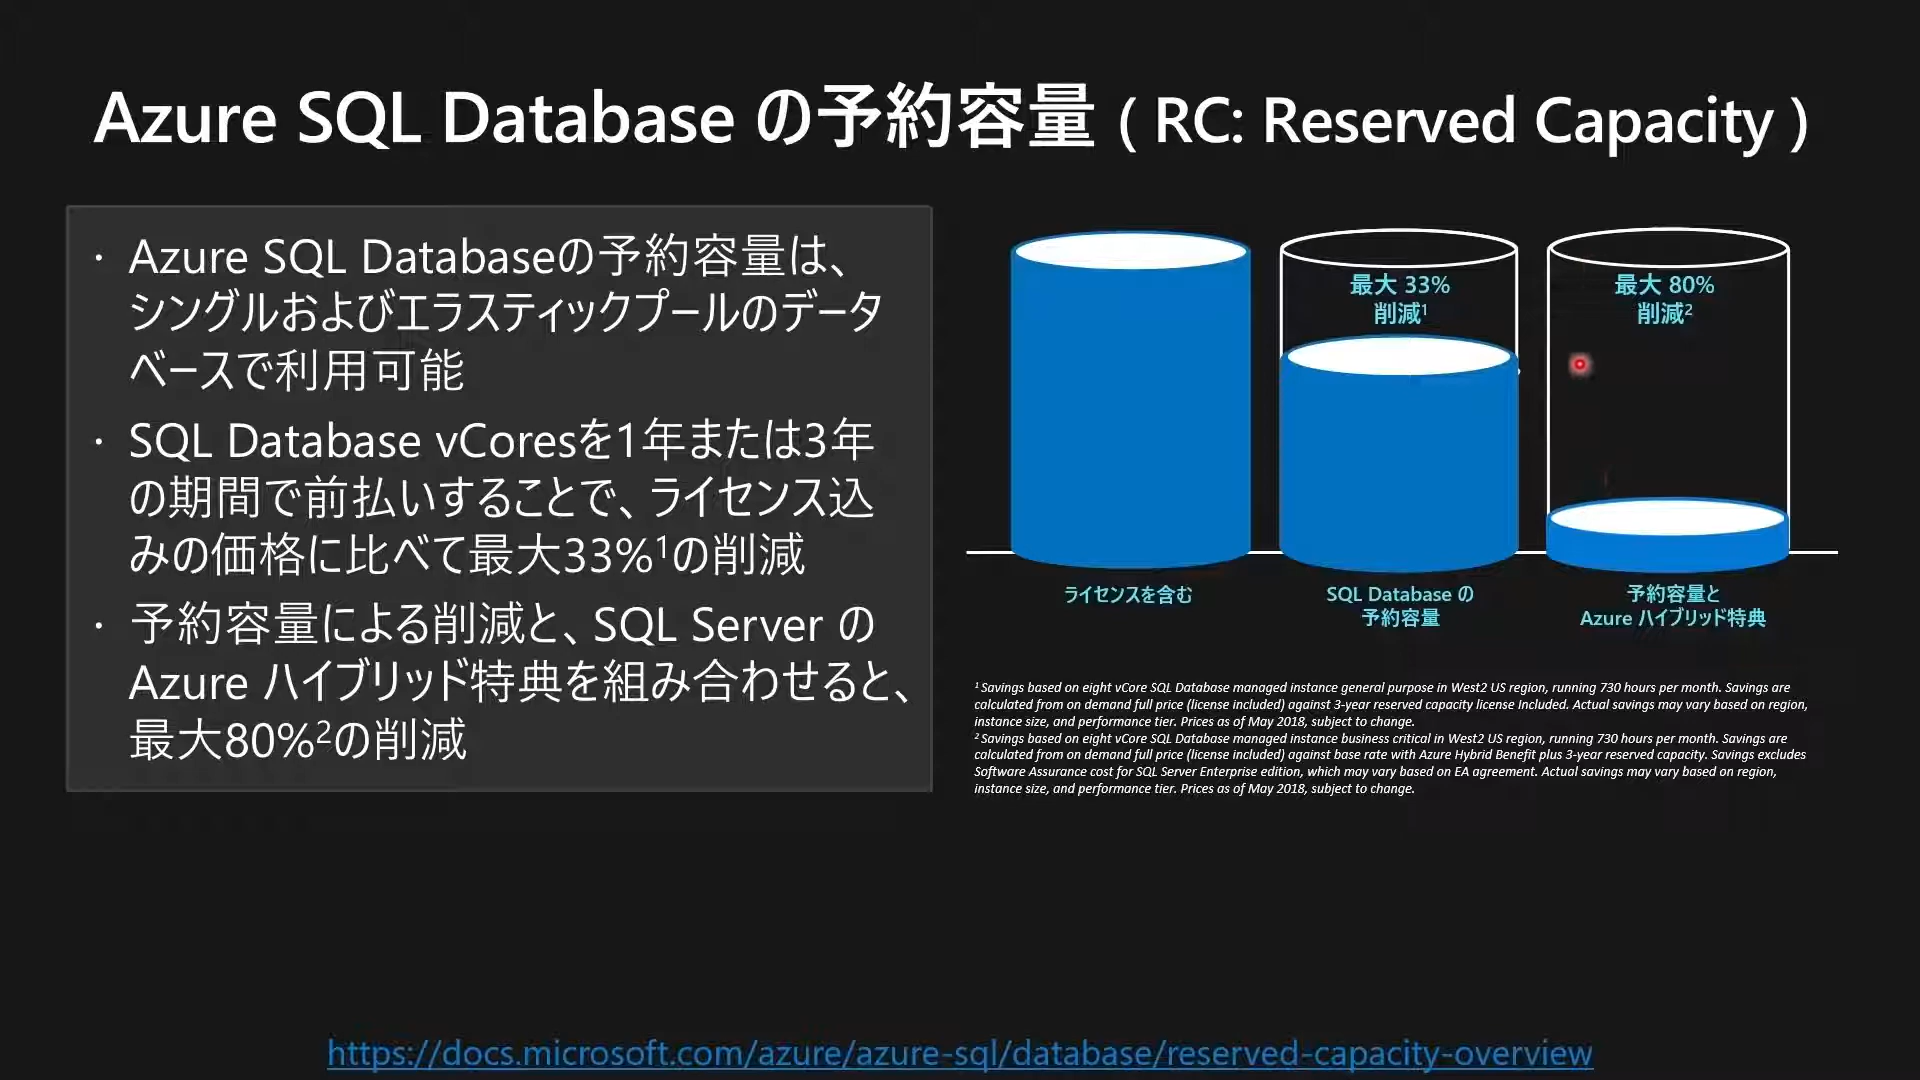 Azure SQL Database の予約容量 ( RC: Reserved Capacity )
・ Azure SQL Databaseの予約容量は、
シングルおよびエラスティックプールのデータ
ベースで利用可能
・ SQL Database vCoresを1年または3年
の期間で前払いすることで、ライセンス込
みの価格に比べて最大33%¹の削減
・ 予約容量による削減と、SQL Server の
Azure ハイブリッド特典を組み合わせると、
最大80%²の削減
最大 33%
削減¹
最大 80%
削減²
ライセンスを含む
SQL Database の
予約容量
予約容量と
Azure ハイブリッド特典
¹ Savings based on eight vCore SQL Database managed instance general purpose in West2 US region, running 730 hours per month. Savings are
calculated from on demand full price (license included) against 3-year reserved capacity license Included. Actual savings may vary based on region,
instance size, and performance tier. Prices as of May 2018, subject to change.
² Savings based on eight vCore SQL Database managed instance business critical in West2 US region, running 730 hours per month. Savings are
calculated from on demand full price (license included) against base rate with Azure Hybrid Benefit plus 3-year reserved capacity. Savings excludes
Software Assurance cost for SQL Server Enterprise edition, which may vary based on EA agreement. Actual savings may vary based on region,
instance size, and performance tier. Prices as of May 2018, subject to change.
https://docs.microsoft.com/azure/azure-sql/database/reserved-capacity-overview